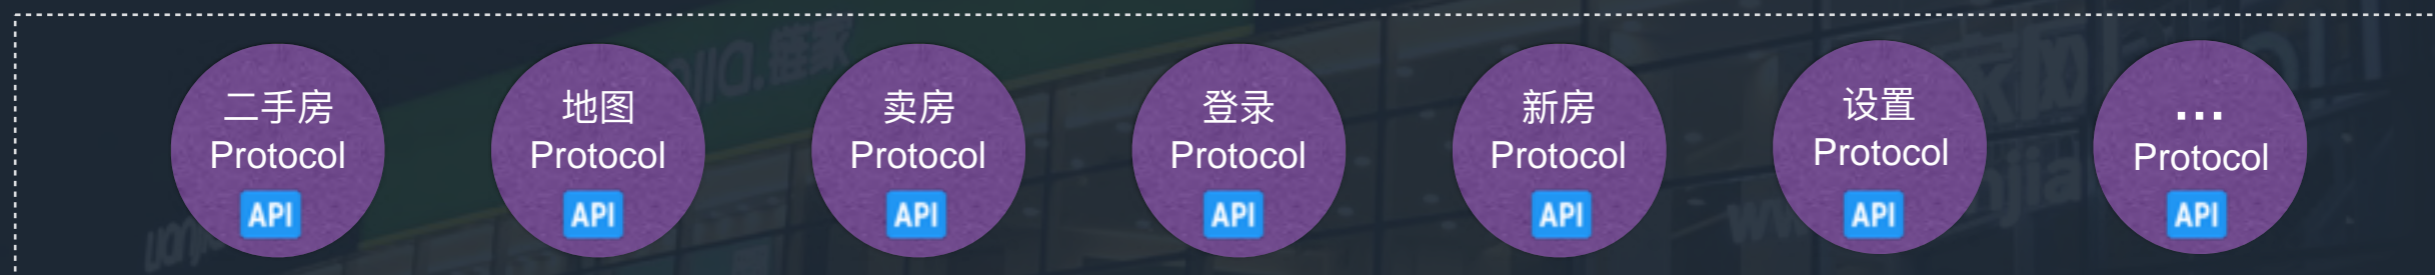 二手房
Protocol
API
地图
Protocol
API
卖房
Protocol
API
登录
Protocol
API
新房
Protocol
API
设置
Protocol
API
...
Protocol
API